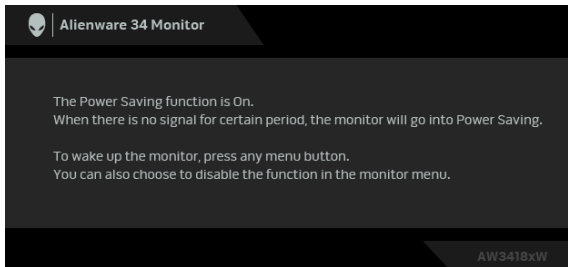 Alienware 34 Monitor
The Power Saving function is On.
When there is no signal for certain period, the monitor will go into Power Saving.
To wake up the monitor, press any menu button.
You can also choose to disable the function in the monitor menu.
AW3418xW